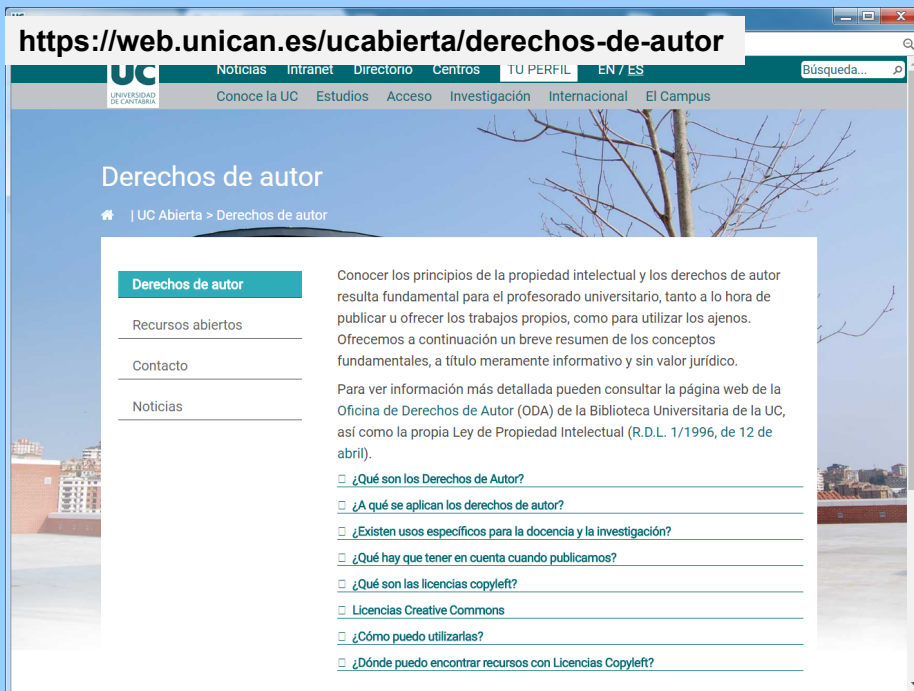 https://web.unican.es/ucabierta/derechos-de-autor
UC
UNIVERSIDAD
DE CANTABRIA
Noticias Intranet Directorio Centros TU PERFIL EN / ES
Búsqueda...
Conoce la UC Estudios Acceso Investigación Internacional El Campus
Derechos de autor
| UC Abierta > Derechos de autor
Derechos de autor
Recursos abiertos
Contacto
Noticias
Conocer los principios de la propiedad intelectual y los derechos de autor
resulta fundamental para el profesorado universitario, tanto a lo hora de
publicar u ofrecer los trabajos propios, como para utilizar los ajenos.
Ofrecemos a continuación un breve resumen de los conceptos
fundamentales, a título meramente informativo y sin valor jurídico.
Para ver información más detallada pueden consultar la página web de la
Oficina de Derechos de Autor (ODA) de la Biblioteca Universitaria de la UC,
así como la propia Ley de Propiedad Intelectual (R.D.L. 1/1996, de 12 de
abril).
¿Qué son los Derechos de Autor?
¿A qué se aplican los derechos de autor?
¿Existen usos específicos para la docencia y la investigación?
¿Qué hay que tener en cuenta cuando publicamos?
¿Qué son las licencias copyleft?
Licencias Creative Commons
¿Cómo puedo utilizarlas?
¿Dónde puedo encontrar recursos con Licencias Copyleft?